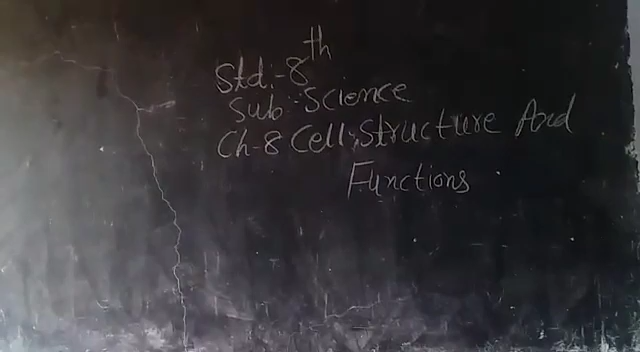 Std:-8th
Sub:-Science
Ch-8 Cell:Structure And
Functions